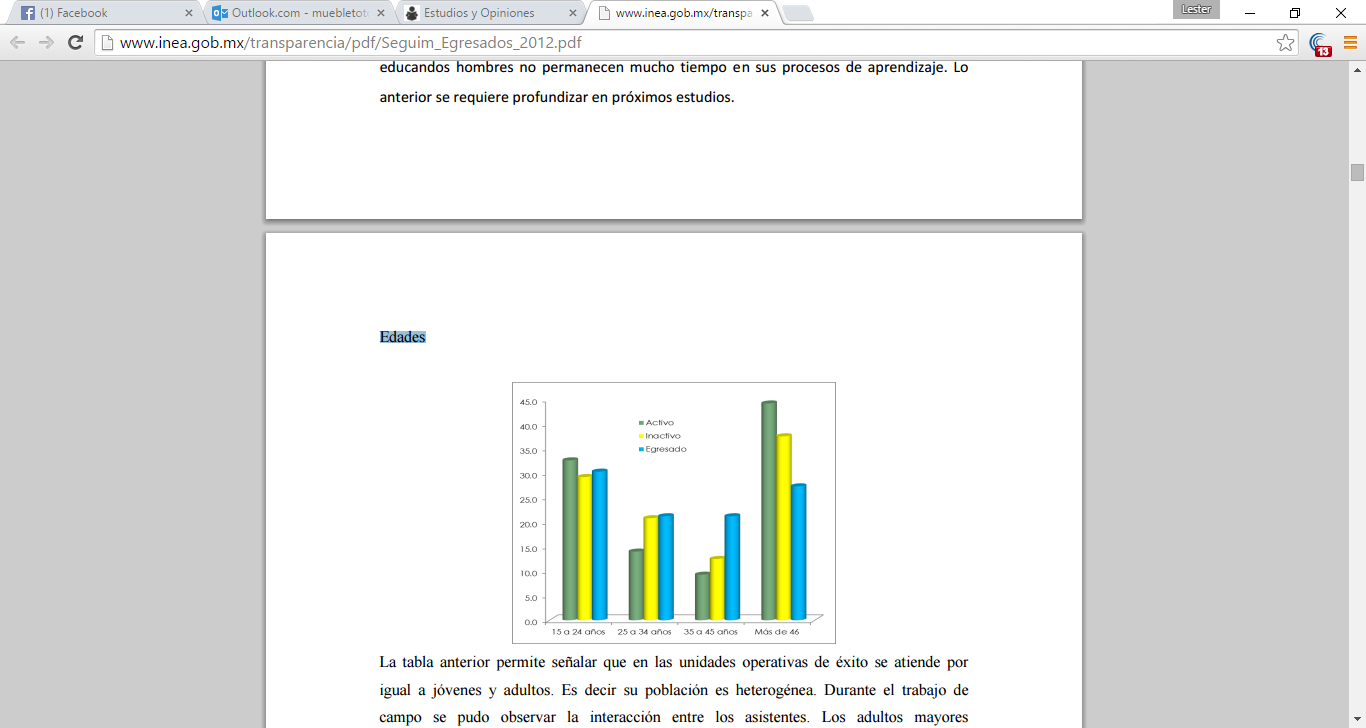 (1) Facebook
Outlook.com - muebletot
Estudios y Opiniones
www.inea.gob.mx/transpa
Lester
www.inea.gob.mx/transparencia/pdf/Seguim_Egresados_2012.pdf
13
educandos hombres no permanecen mucho tiempo en sus procesos de aprendizaje. Lo
anterior se requiere profundizar en próximos estudios.
Edades
45.0
40.0
35.0
30.0
25.0
20.0
15.0
10.0
5.0
0.0
Activo
Inactivo
Egresado
15 a 24 años 25 a 34 años 35 a 45 años Más de 46
La tabla anterior permite señalar que en las unidades operativas de éxito se atiende por
igual a jóvenes y adultos. Es decir su población es heterogénea. Durante el trabajo de
campo se pudo observar la interacción entre los asistentes. Los adultos mayores